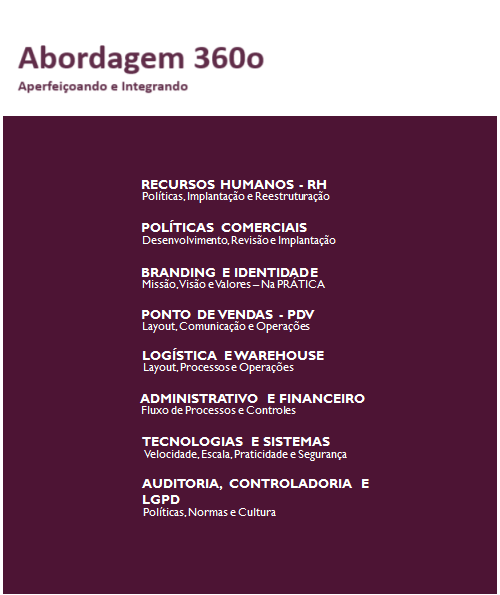 Abordagem 360o
Aperfeiçoando e Integrando
RECURSOS HUMANOS - RH
Políticas, Implantação e Reestruturação
POLÍTICAS COMERCIAIS
Desenvolvimento, Revisão e Implantação
BRANDING E IDENTIDADE
Missão, Visão e Valores – Na PRÁTICA
PONTO DE VENDAS - PDV
Layout, Comunicação e Operações
LOGÍSTICA E WAREHOUSE
Layout, Processos e Operações
ADMINISTRATIVO E FINANCEIRO
Fluxo de Processos e Controles
TECNOLOGIAS E SISTEMAS
Velocidade, Escala, Praticidade e Segurança
AUDITORIA, CONTROLADORIA E
LGPD
Políticas, Normas e Cultura